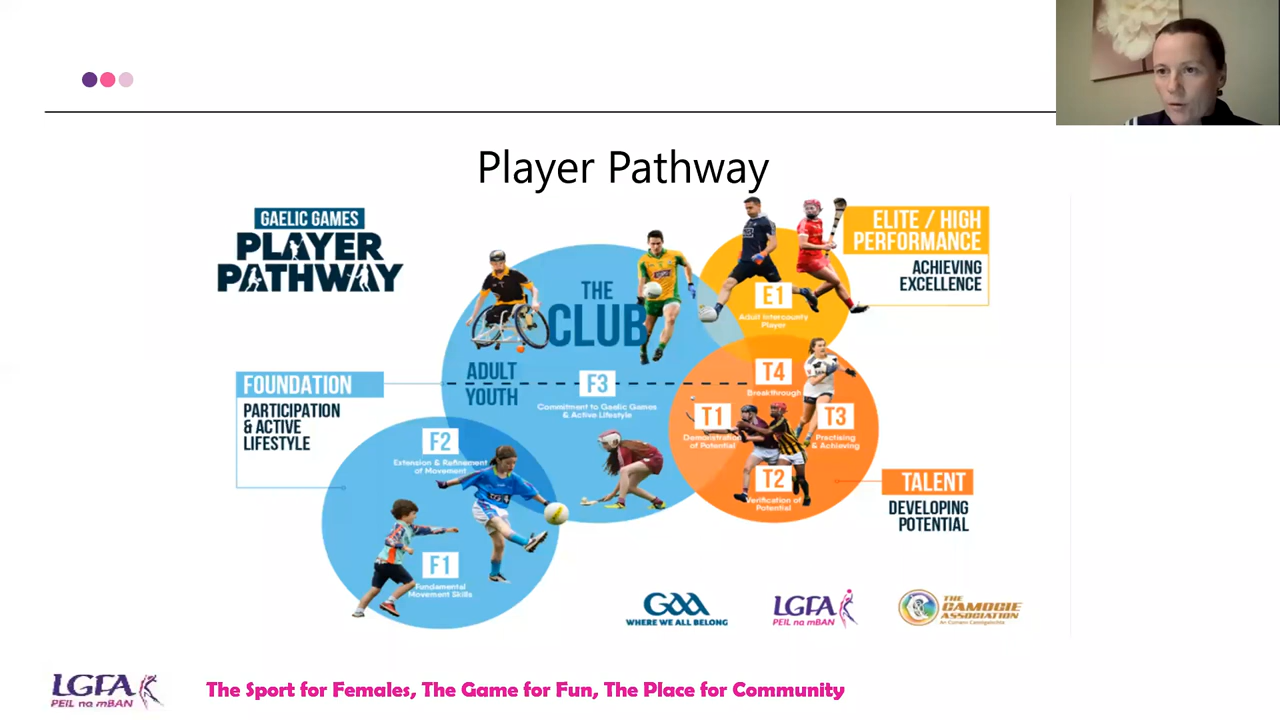 Player Pathway
GAELIC GAMES
PLAYER
PATHWAY
THE
CLUB
ADULT
YOUTH
F3
Commitment to Gaelic Games
& Active Lifestyle
FOUNDATION
PARTICIPATION
& ACTIVE
LIFESTYLE
F2
Extension & Refinement
of Movement
F1
Fundamental
Movement Skills
ELITE / HIGH
PERFORMANCE
ACHIEVING
EXCELLENCE
E1
Adult Intercounty
Player
T4
Breakthrough
T1
Demonstration
of Potential
T3
Practising
& Achieving
T2
Verification of
Potential
TALENT
DEVELOPING
POTENTIAL
GAA
WHERE WE ALL BELONG
LGFA
PEIL na mBAN
THE
CAMOGIE
ASSOCIATION
An Cumann Camógaíochta
LGFA
PEIL na mBAN
The Sport for Females, The Game for Fun, The Place for Community